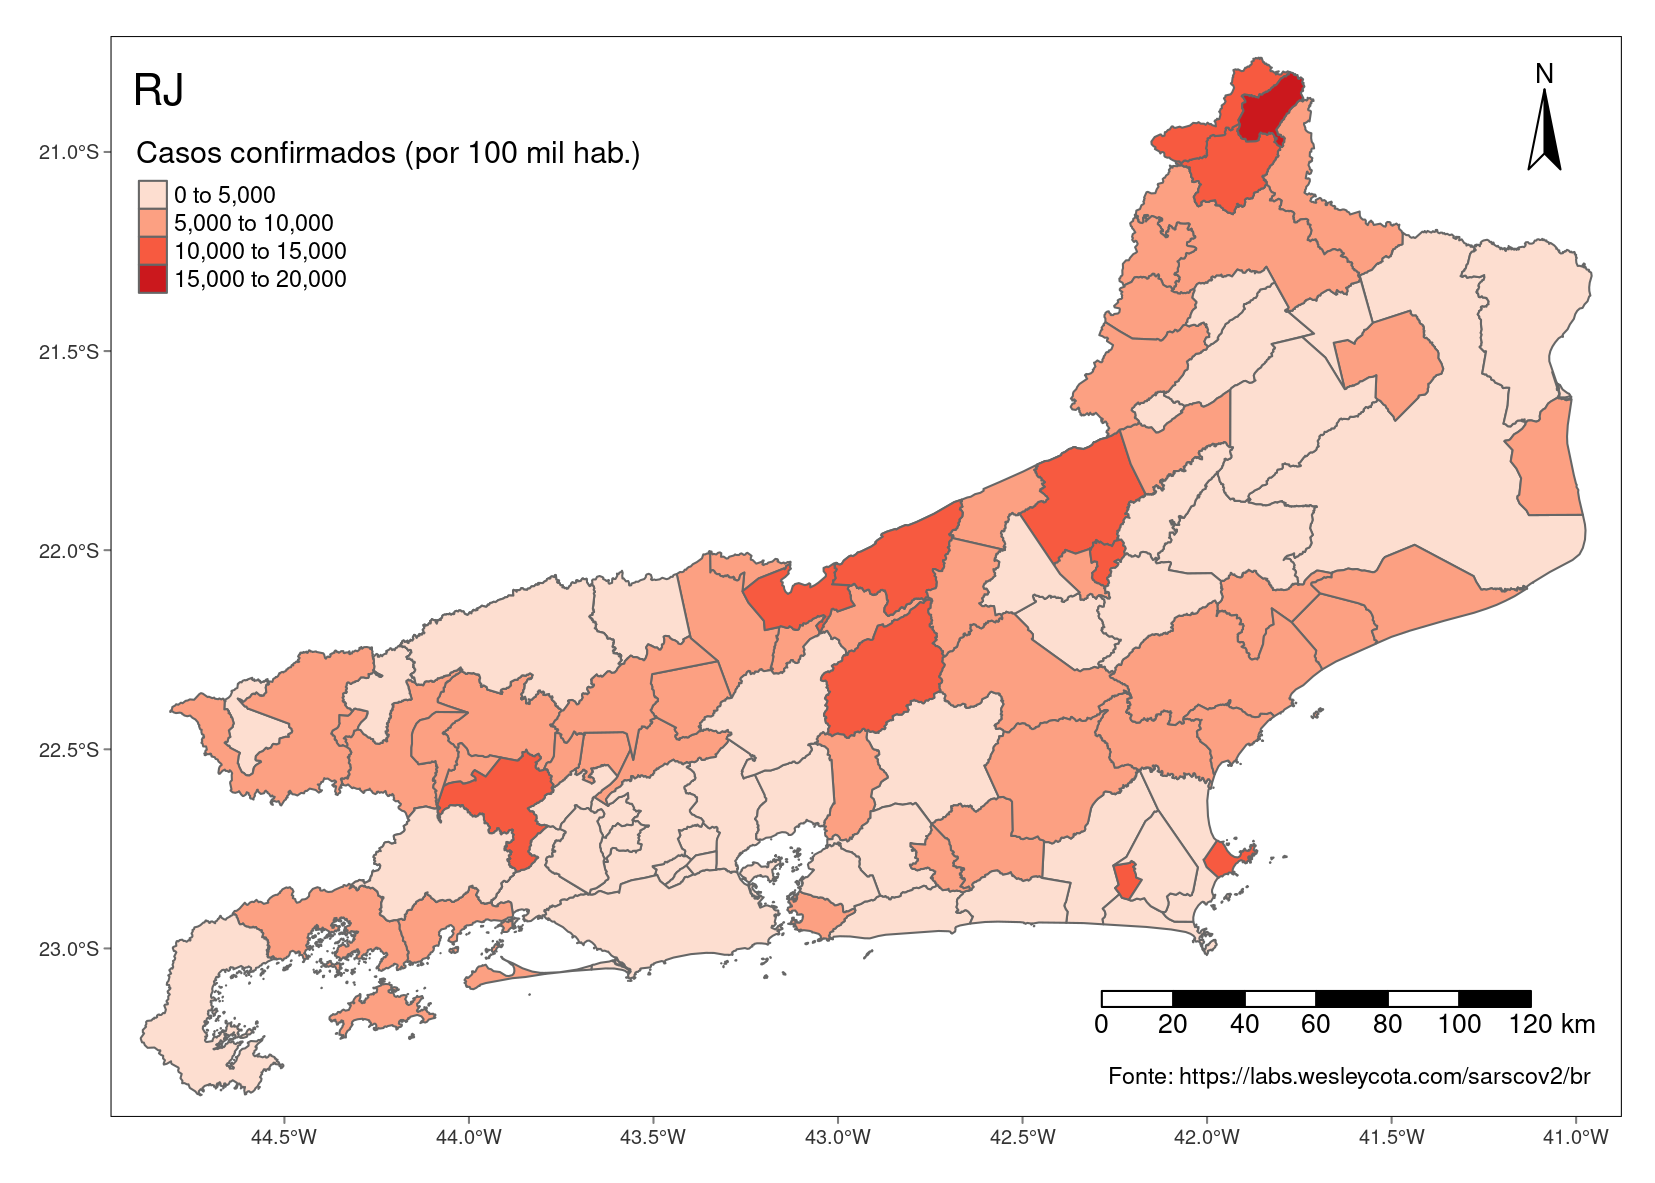 RJ
N
Casos confirmados (por 100 mil hab.)
0 to 5,000
5,000 to 10,000
10,000 to 15,000
15,000 to 20,000
21.0°S
21.5°S
22.0°S
22.5°S
23.0°S
0 20 40 60 80 100 120 km
Fonte: https://labs.wesleycota.com/sarscov2/br
44.5°W 44.0°W 43.5°W 43.0°W 42.5°W 42.0°W 41.5°W 41.0°W